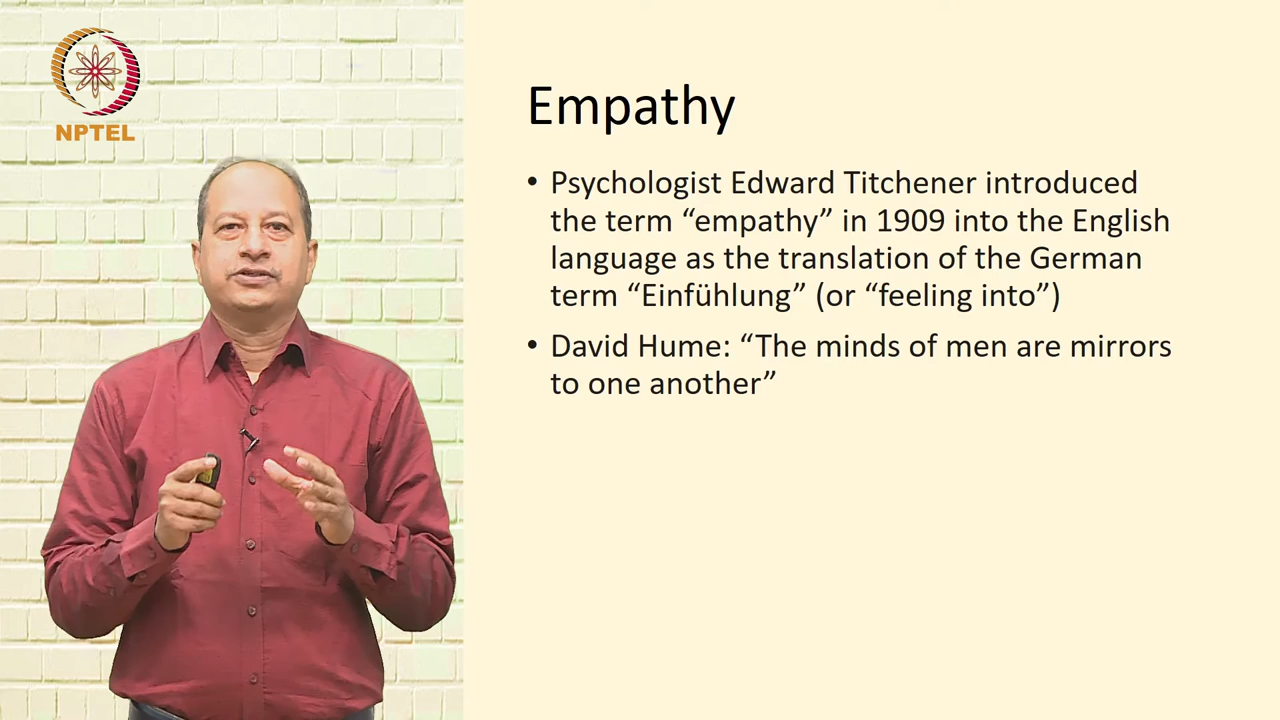 NPTEL
Empathy
• Psychologist Edward Titchener introduced
the term “empathy” in 1909 into the English
language as the translation of the German
term “Einfühlung” (or “feeling into”)
• David Hume: “The minds of men are mirrors
to one another”